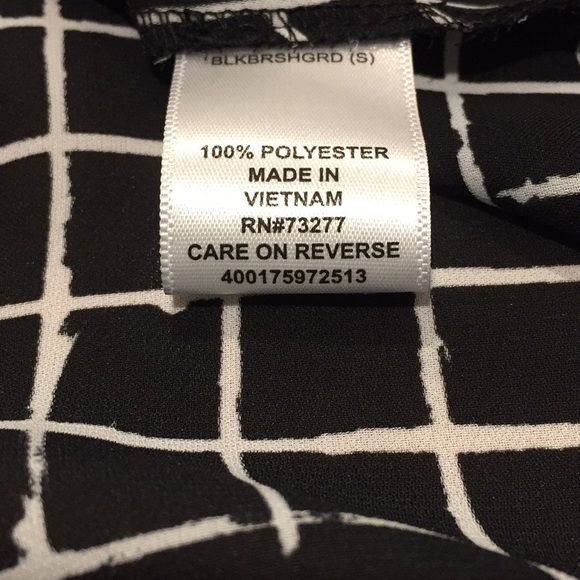 BLKBRSHGRD (S)
100% POLYESTER
MADE IN
VIETNAM
RN#73277
CARE ON REVERSE
400175972513